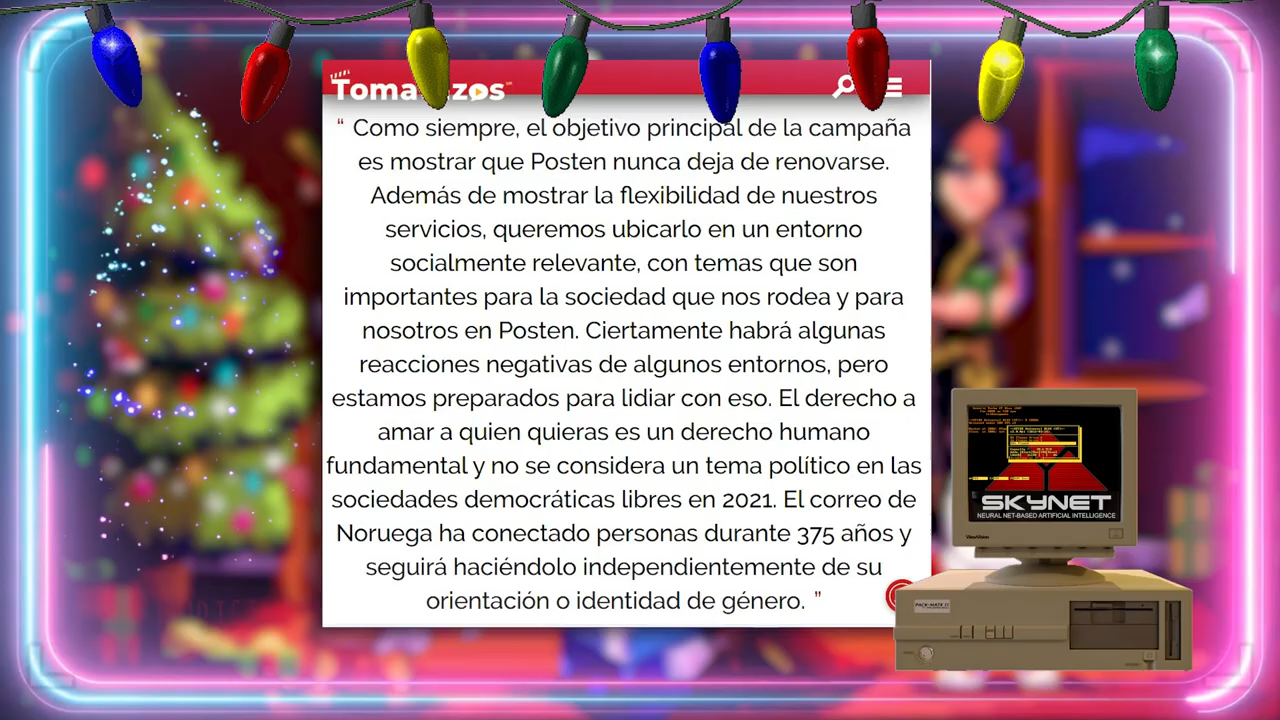 “ Como siempre, el objetivo principal de la campaña
es mostrar que Posten nunca deja de renovarse.
Además de mostrar la flexibilidad de nuestros
servicios, queremos ubicarlo en un entorno
socialmente relevante, con temas que son
importantes para la sociedad que nos rodea y para
nosotros en Posten. Ciertamente habrá algunas
reacciones negativas de algunos entornos, pero
estamos preparados para lidiar con eso. El derecho a
amar a quien quieras es un derecho humano
fundamental y no se considera un tema político en las
sociedades democráticas libres en 2021. El correo de
Noruega ha conectado personas durante 375 años y
seguirá haciéndolo independientemente de su
orientación o identidad de género. ”
SKYNET
NEURAL NET-BASED ARTIFICIAL INTELLIGENCE
ViewVision
PACK-MATE II